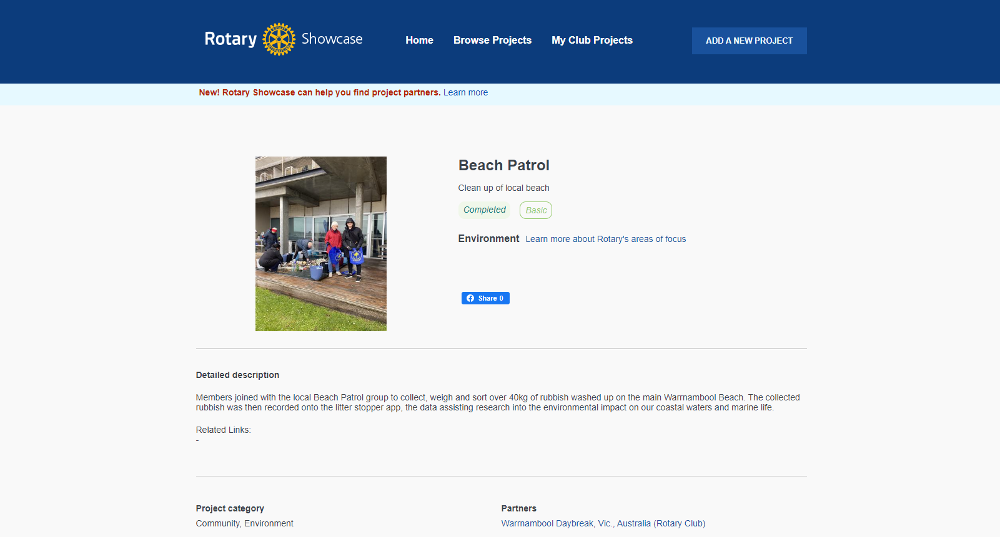 Rotary Showcase
Home
Browse Projects
My Club Projects
ADD A NEW PROJECT
New! Rotary Showcase can help you find project partners. Learn more
Beach Patrol
Clean up of local beach
Completed
Basic
Environment Learn more about Rotary's areas of focus
Share 0
Detailed description
Members joined with the local Beach Patrol group to collect, weigh and sort over 40kg of rubbish washed up on the main Warrnambool Beach. The collected
rubbish was then recorded onto the litter stopper app, the data assisting research into the environmental impact on our coastal waters and marine life.
Related Links:
-
Project category
Community, Environment
Partners
Warrnambool Daybreak, Vic., Australia (Rotary Club)